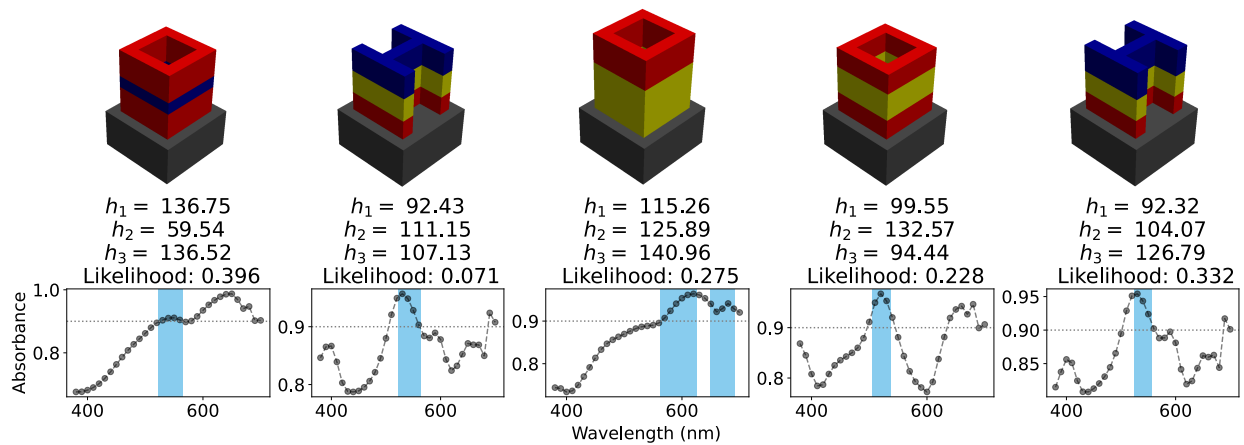 h₁ = 136.75
h₂ = 59.54
h₃ = 136.52
Likelihood: 0.396
h₁ = 92.43
h₂ = 111.15
h₃ = 107.13
Likelihood: 0.071
h₁ = 115.26
h₂ = 125.89
h₃ = 140.96
Likelihood: 0.275
h₁ = 99.55
h₂ = 132.57
h₃ = 94.44
Likelihood: 0.228
h₁ = 92.32
h₂ = 104.07
h₃ = 126.79
Likelihood: 0.332
Absorbance
1.0
0.8
400
600
0.9
0.8
400
600
0.9
0.8
400
600
0.9
0.8
400
600
0.95
0.90
0.85
400
600
Wavelength (nm)